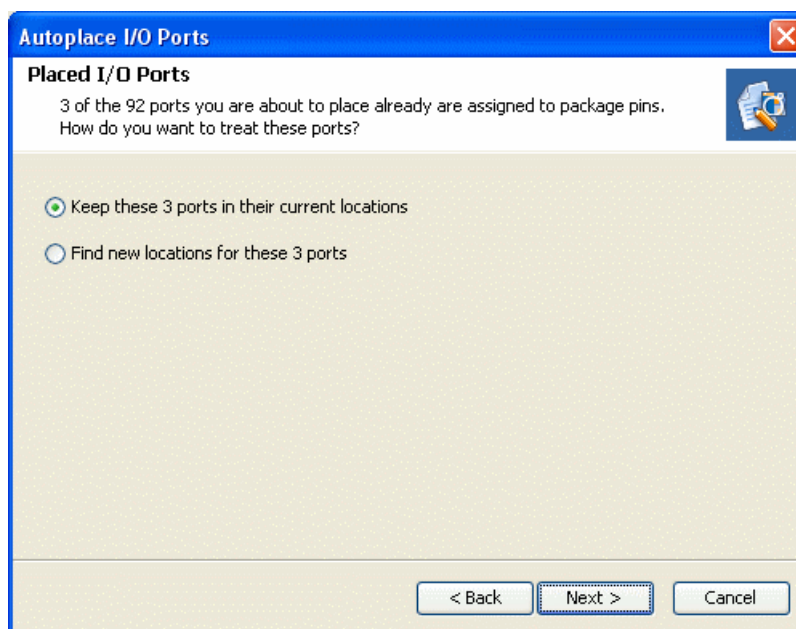 Autoplace I/O Ports
Placed I/O Ports
3 of the 92 ports you are about to place already are assigned to package pins.
How do you want to treat these ports?
Keep these 3 ports in their current locations
Find new locations for these 3 ports
< Back
Next >
Cancel